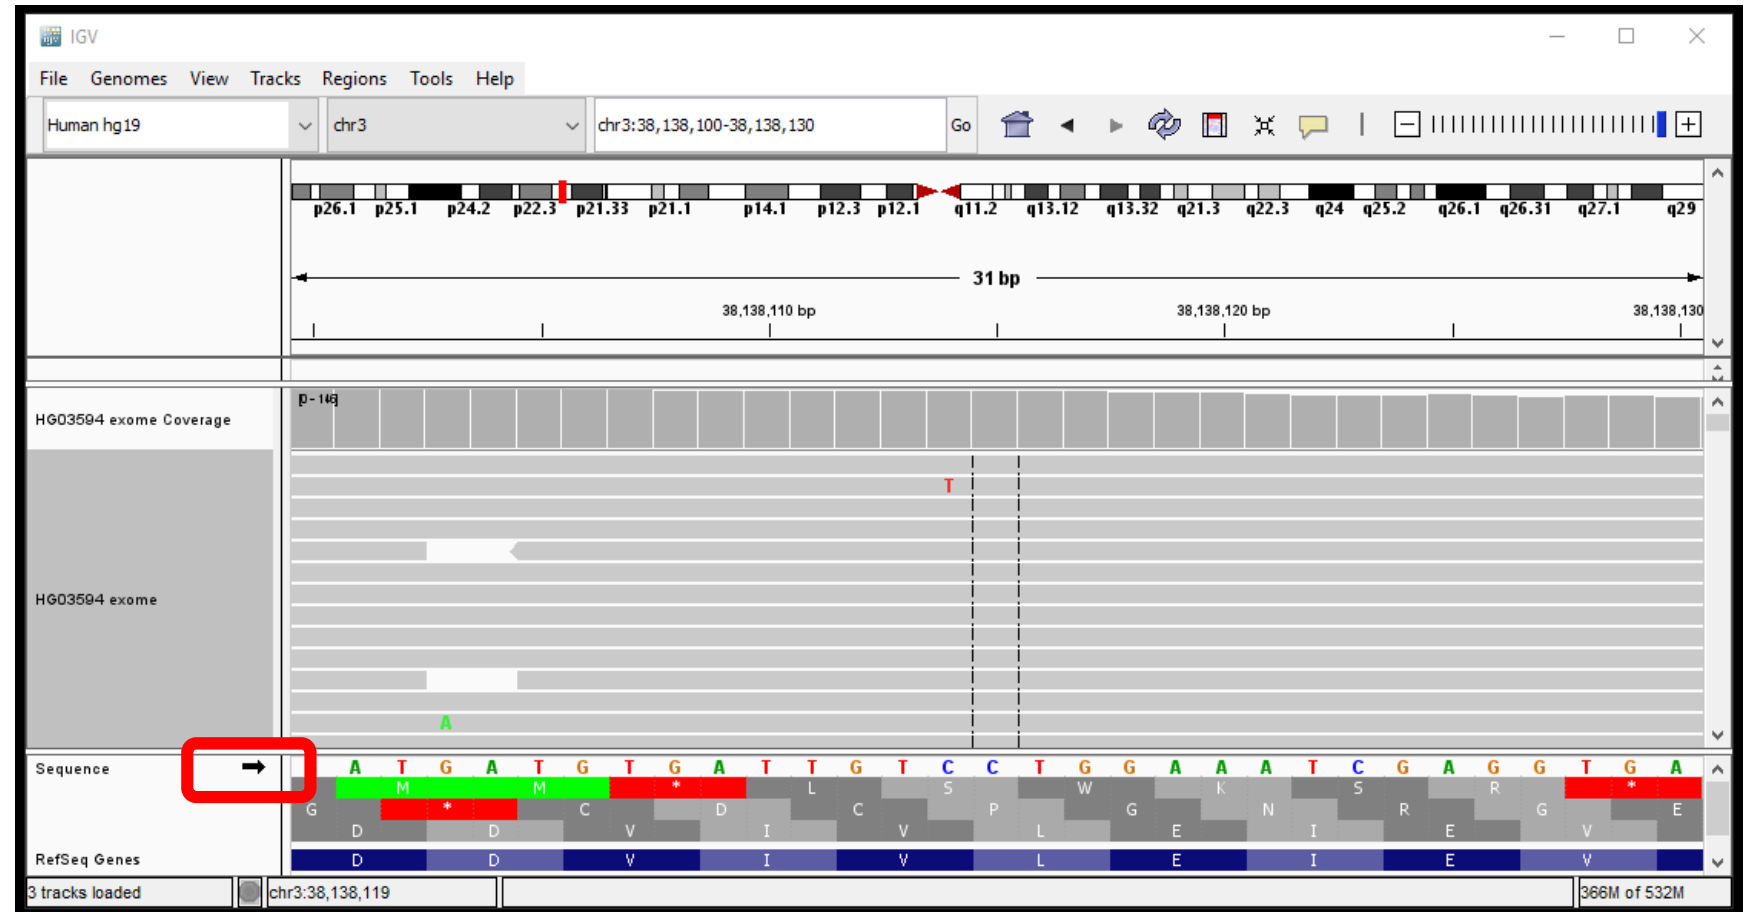 IGV
File Genomes View Tracks Regions Tools Help
Human hg19 chr3 chr3:38,138,100-38,138,130 Go
p26.1 p25.1 p24.2 p22.3 p21.33 p21.1 p14.1 p12.3 p12.1 q11.2 q13.12 q13.32 q21.3 q22.3 q24 q25.2 q26.1 q26.31 q27.1 q29
31 bp
38,138,110 bp 38,138,120 bp 38,138,130
[0 - 146]
HG03594 exome Coverage
T
HG03594 exome
A
Sequence A T G A T G T G A T T G T C C T G G A A A T C G A G G T G A
M M * L S W K S R *
G * C D C P G N R G E
D D V I V L E I E V
RefSeq Genes D D V I V L E I E V
3 tracks loaded chr3:38,138,119 366M of 532M